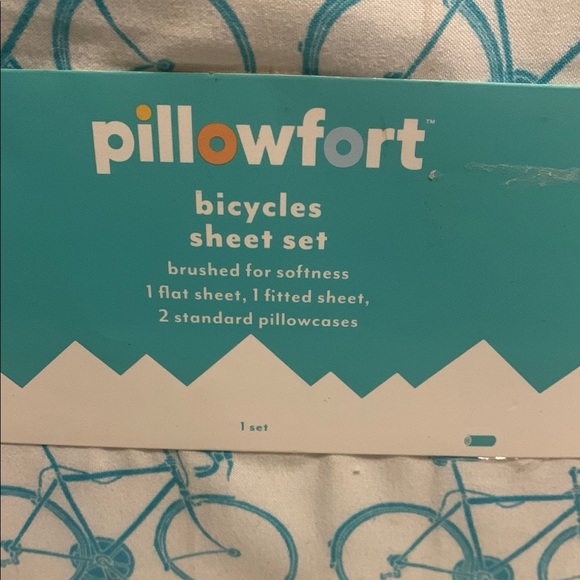 pillowfort™
bicycles
sheet set
brushed for softness
1 flat sheet, 1 fitted sheet,
2 standard pillowcases
1 set